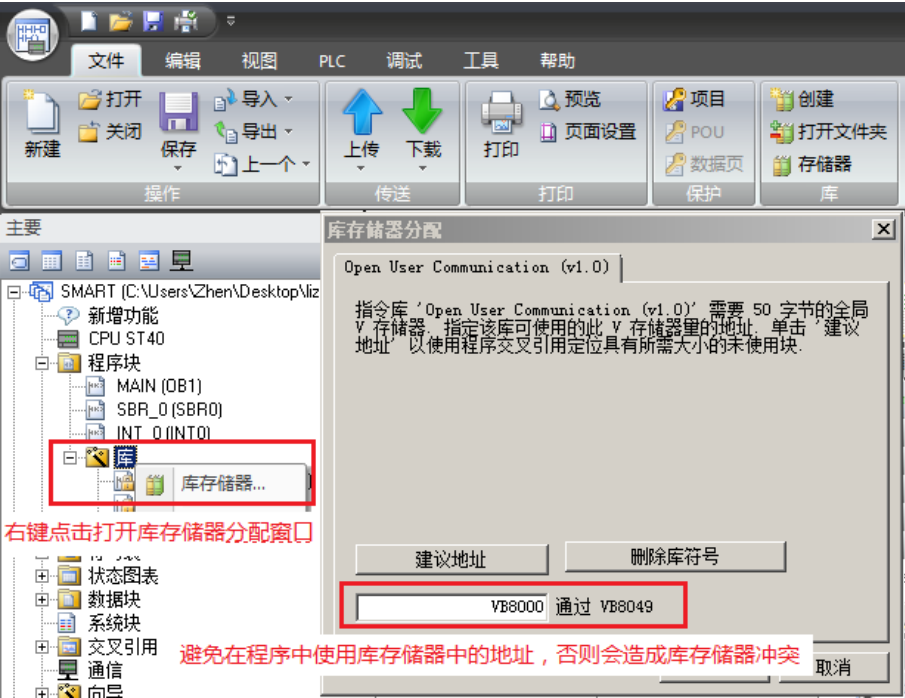 文件 编辑 视图 PLC 调试 工具 帮助
新建 打开 关闭 保存 导入 导出 上一个
上传 下载
打印 预览 页面设置
项目 POU 数据页
创建 打开文件夹 存储器
操作 传送 打印 保护 库
主要
SMART (C:\Users\Zhen\Desktop\liz
新增功能
CPU ST40
程序块
MAIN (OB1)
SBR_0 (SBR0)
INT_0 (INT0)
库
库存储器...
右键点击打开库存储器分配窗口
状态图表
数据块
系统块
交叉引用
通信
向导
库存储器分配
Open User Communication (v1.0)
指令库 'Open User Communication (v1.0)' 需要 50 字节的全局
V 存储器. 指定该库可使用的此 V 存储器里的地址. 单击 '建议
地址' 以使用程序交叉引用定位具有所需大小的未使用块.
建议地址 删除库符号
VB8000 通过 VB8049
避免在程序中使用库存储器中的地址，否则会造成库存储器冲突
取消